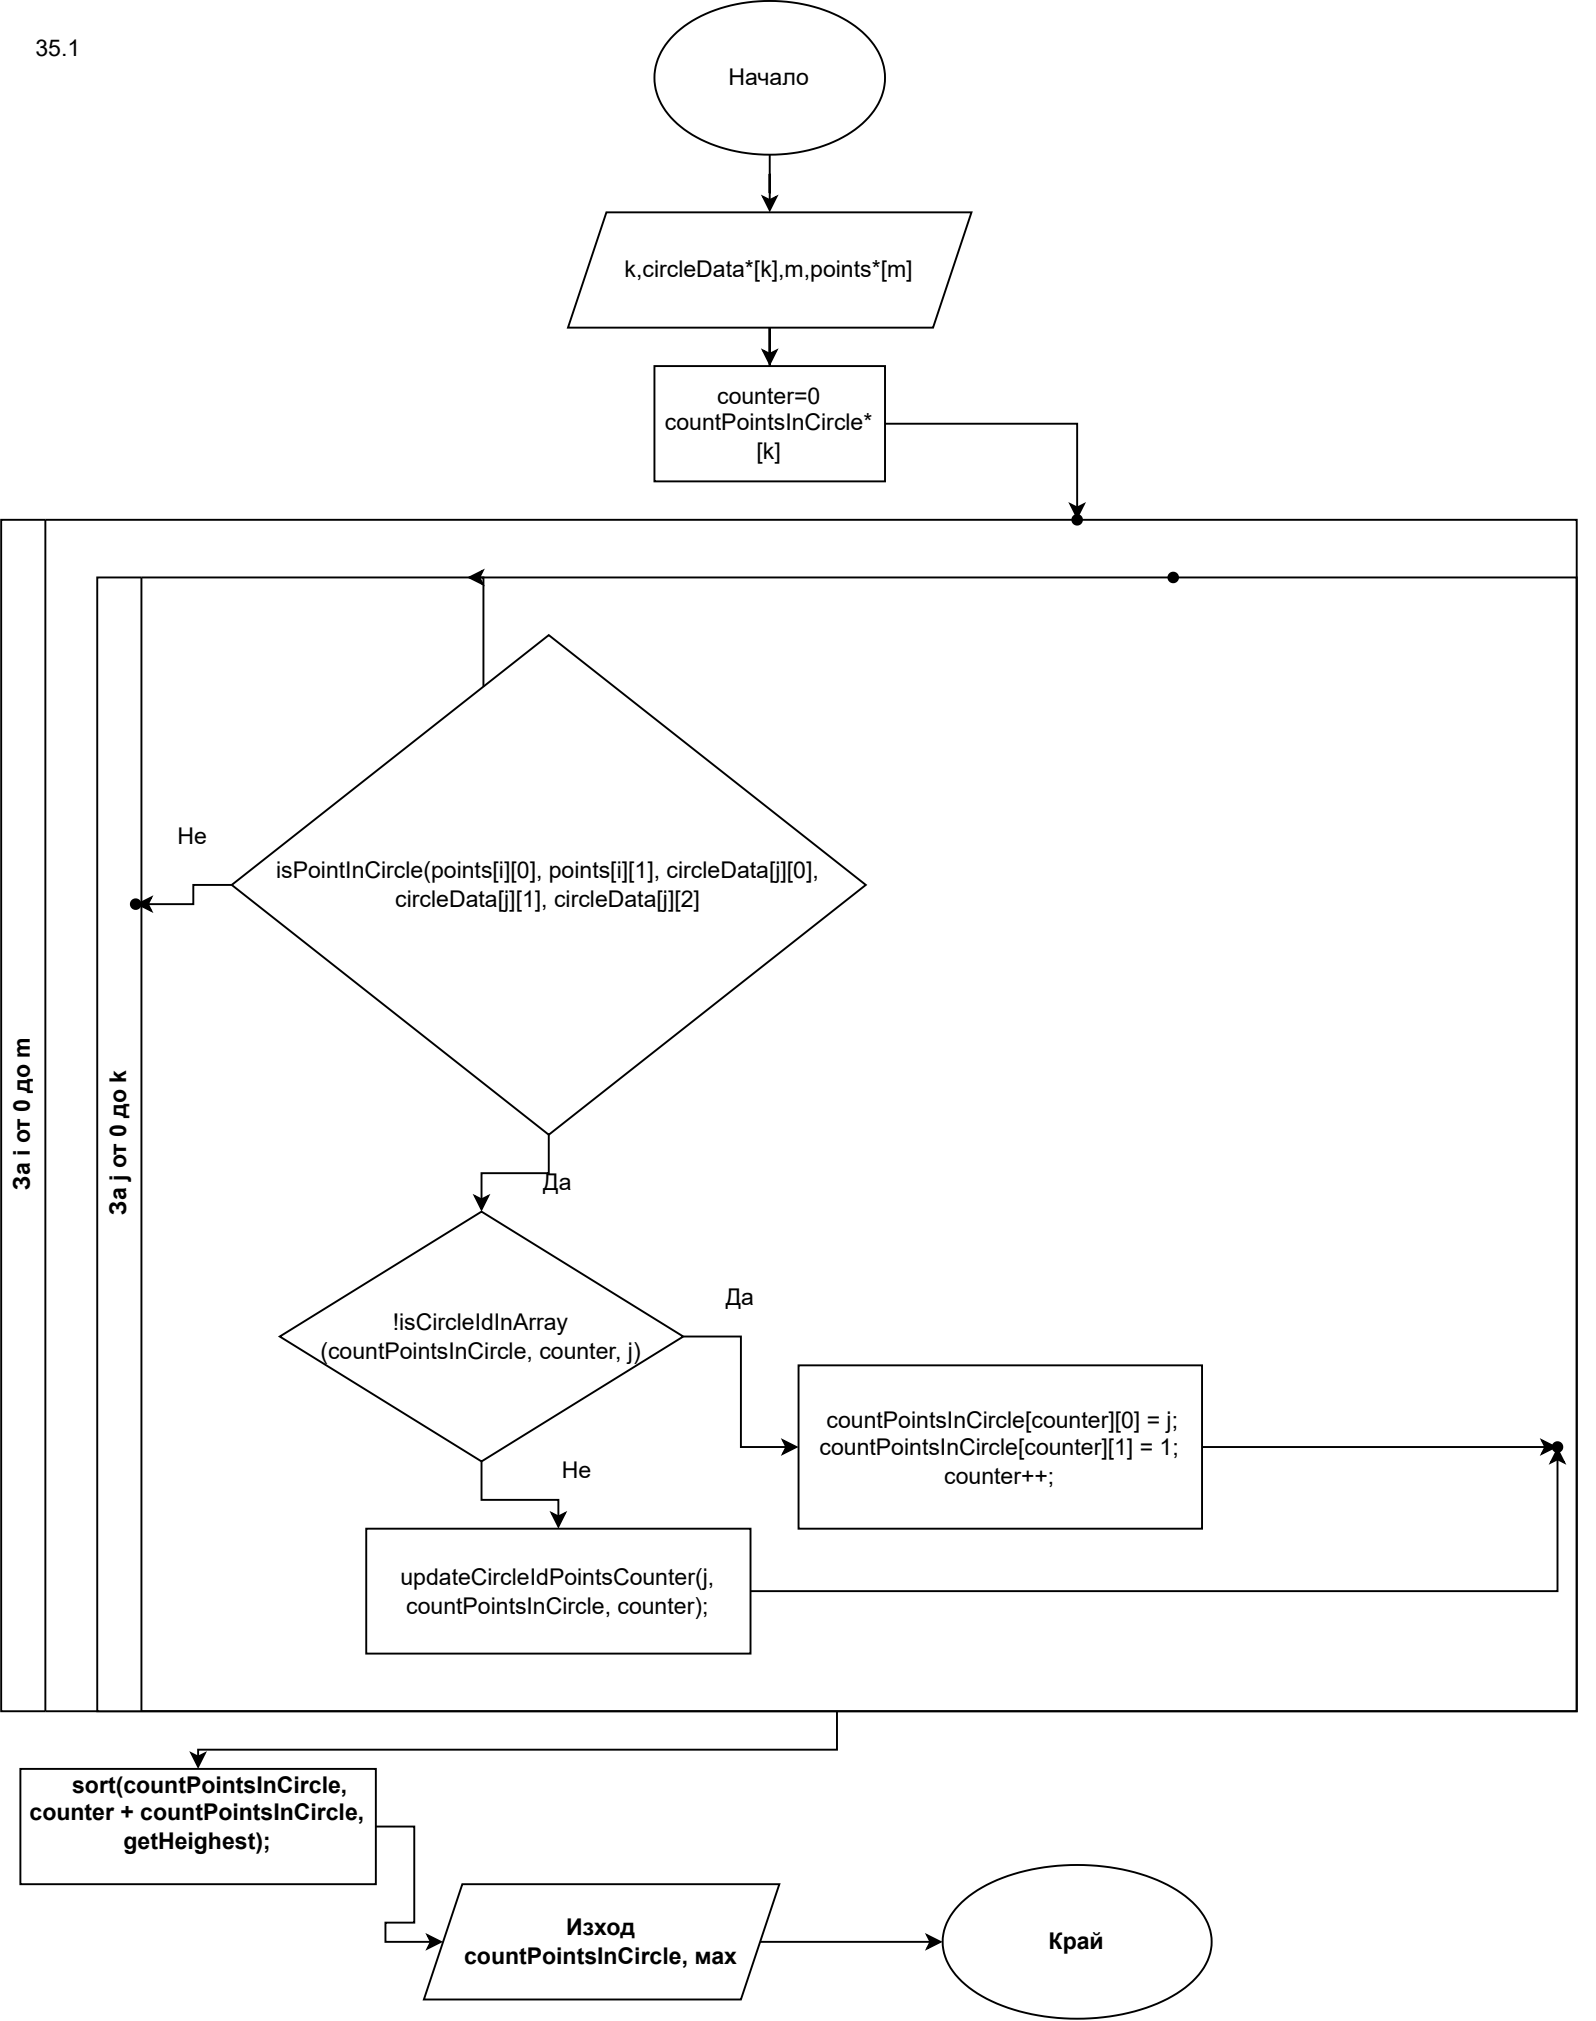 35.1
Начало
k,circleData*[k],m,points*[m]
counter=0
countPointsInCircle*
[k]
За i от 0 до m
За j от 0 до k
Не
isPointInCircle(points[i][0], points[i][1], circleData[j][0],
circleData[j][1], circleData[j][2]
Да
!isCircleIdInArray
(countPointsInCircle, counter, j)
Да
countPointsInCircle[counter][0] = j;
countPointsInCircle[counter][1] = 1;
counter++;
Не
updateCircleIdPointsCounter(j,
countPointsInCircle, counter);
sort(countPointsInCircle,
counter + countPointsInCircle,
getHeighest);
Изход
countPointsInCircle, мах
Край